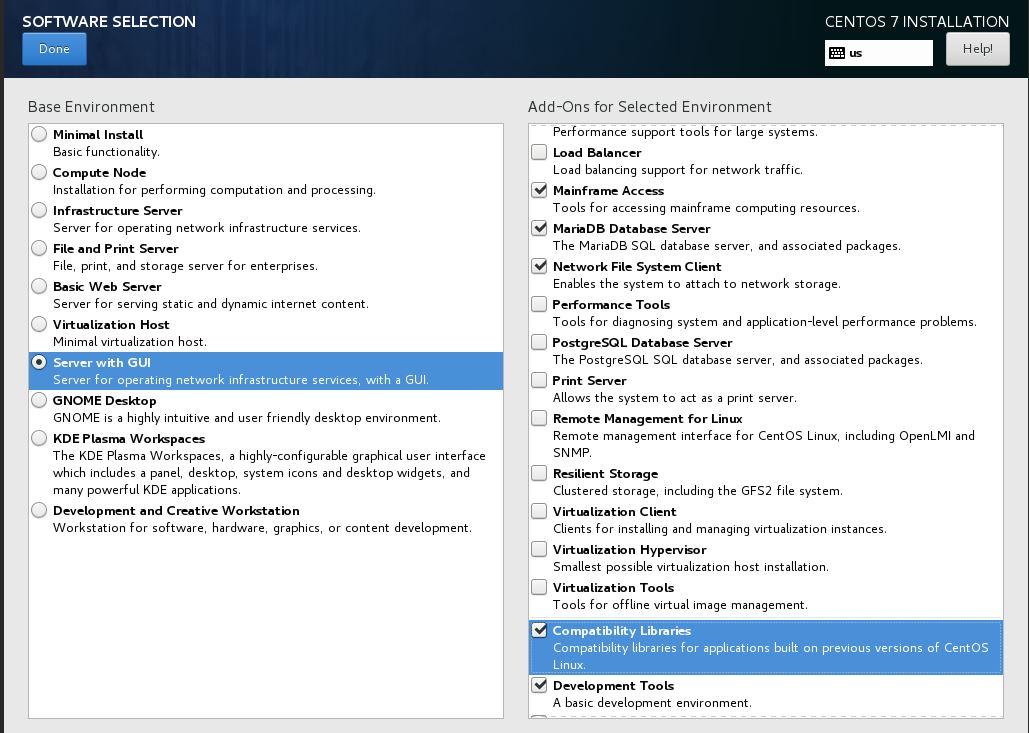 SOFTWARE SELECTION
CENTOS 7 INSTALLATION
Done
us
Help!
Base Environment
Minimal Install
Basic functionality.
Compute Node
Installation for performing computation and processing.
Infrastructure Server
Server for operating network infrastructure services.
File and Print Server
File, print, and storage server for enterprises.
Basic Web Server
Server for serving static and dynamic internet content.
Virtualization Host
Minimal virtualization host.
Server with GUI
Server for operating network infrastructure services, with a GUI.
GNOME Desktop
GNOME is a highly intuitive and user friendly desktop environment.
KDE Plasma Workspaces
The KDE Plasma Workspaces, a highly-configurable graphical user interface
which includes a panel, desktop, system icons and desktop widgets, and
many powerful KDE applications.
Development and Creative Workstation
Workstation for software, hardware, graphics, or content development.
Add-Ons for Selected Environment
Performance support tools for large systems.
Load Balancer
Load balancing support for network traffic.
Mainframe Access
Tools for accessing mainframe computing resources.
MariaDB Database Server
The MariaDB SQL database server, and associated packages.
Network File System Client
Enables the system to attach to network storage.
Performance Tools
Tools for diagnosing system and application-level performance problems.
PostgreSQL Database Server
The PostgreSQL SQL database server, and associated packages.
Print Server
Allows the system to act as a print server.
Remote Management for Linux
Remote management interface for CentOS Linux, including OpenLMI and
SNMP.
Resilient Storage
Clustered storage, including the GFS2 file system.
Virtualization Client
Clients for installing and managing virtualization instances.
Virtualization Hypervisor
Smallest possible virtualization host installation.
Virtualization Tools
Tools for offline virtual image management.
Compatibility Libraries
Compatibility libraries for applications built on previous versions of CentOS
Linux.
Development Tools
A basic development environment.